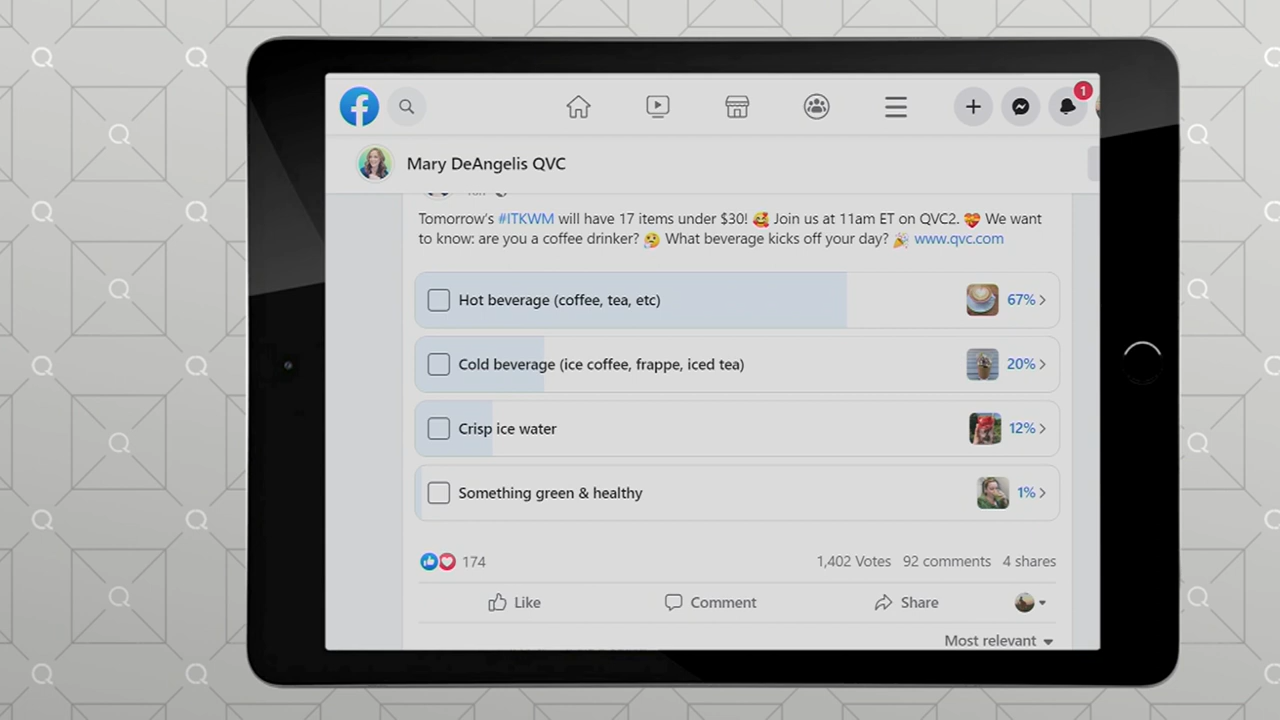 1
Mary DeAngelis QVC
Tomorrow's #ITKWM will have 17 items under $30! 🥰 Join us at 11am ET on QVC2. 💝 We want
to know: are you a coffee drinker? 🤔 What beverage kicks off your day? 🎉 www.qvc.com
Hot beverage (coffee, tea, etc) 67%
Cold beverage (ice coffee, frappe, iced tea) 20%
Crisp ice water 12%
Something green & healthy 1%
174 1,402 Votes 92 comments 4 shares
Like Comment Share
Most relevant